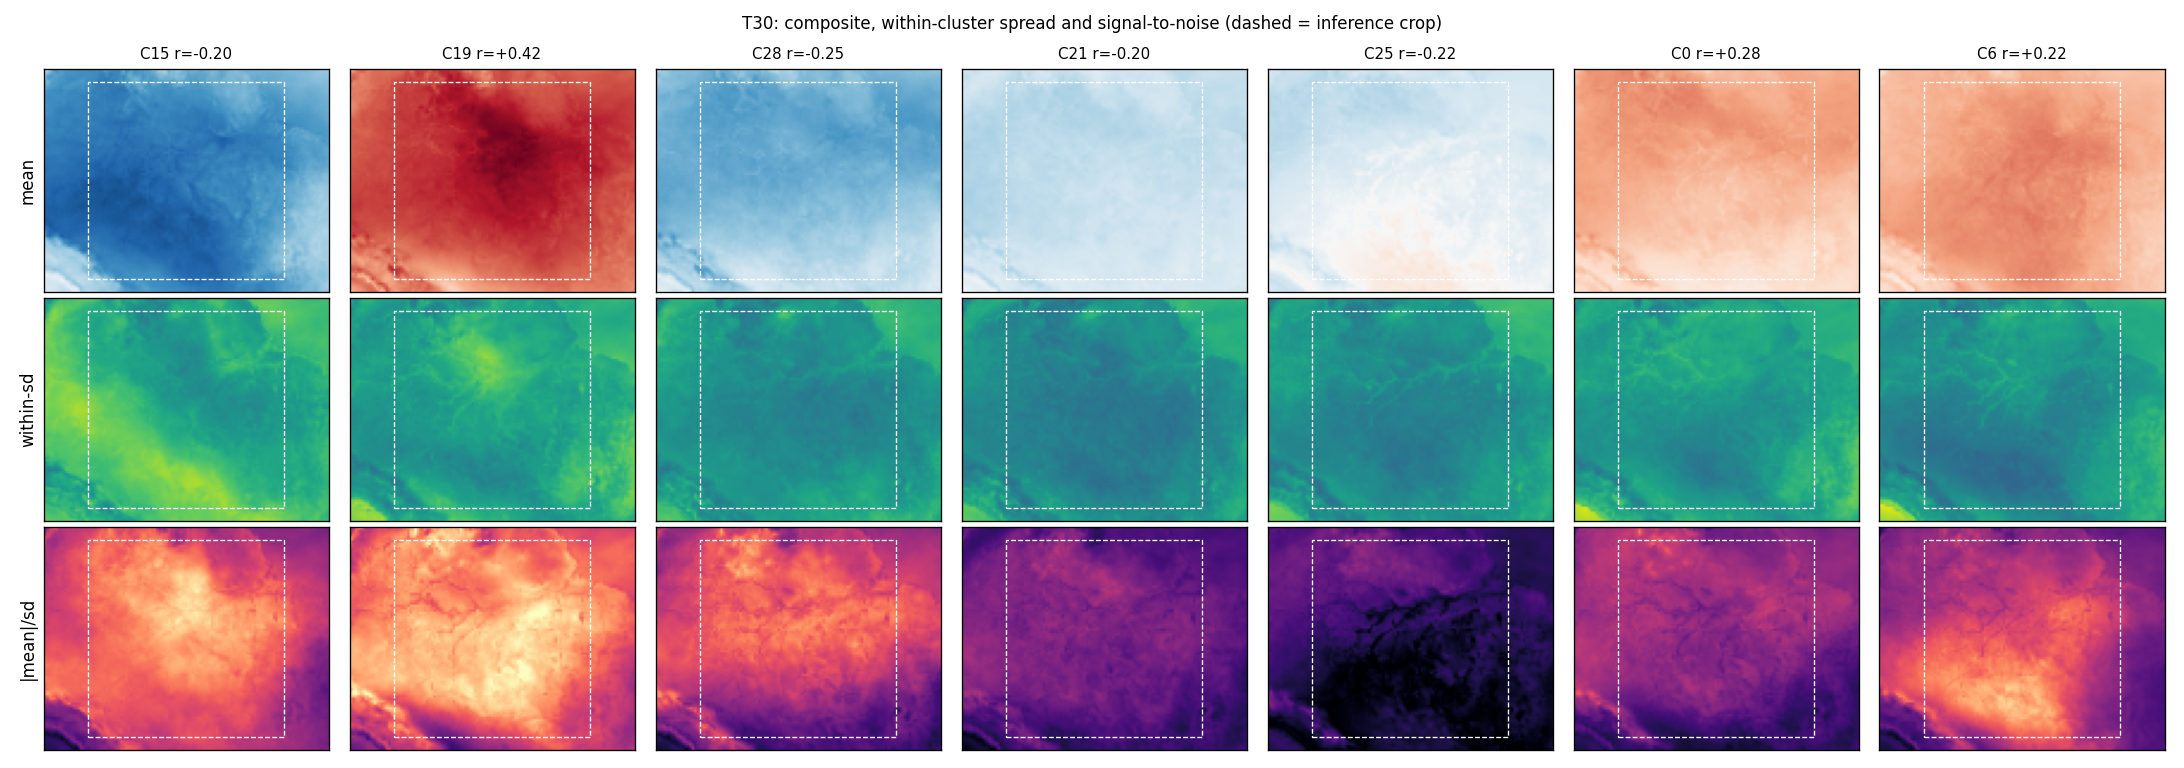 T30: composite, within-cluster spread and signal-to-noise (dashed = inference crop)
C15 r=-0.20
C19 r=+0.42
C28 r=-0.25
C21 r=-0.20
C25 r=-0.22
C0 r=+0.28
C6 r=+0.22
mean
within-sd
|mean|/sd